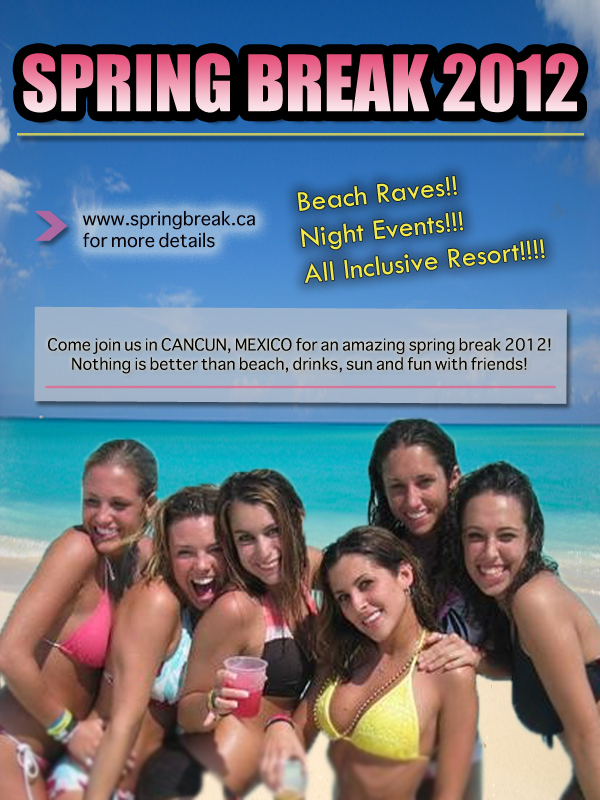 SPRING BREAK 2012
www.springbreak.ca
for more details
Beach Raves!!
Night Events!!!
All Inclusive Resort!!!!
Come join us in CANCUN, MEXICO for an amazing spring break 2012!
Nothing is better than beach, drinks, sun and fun with friends!